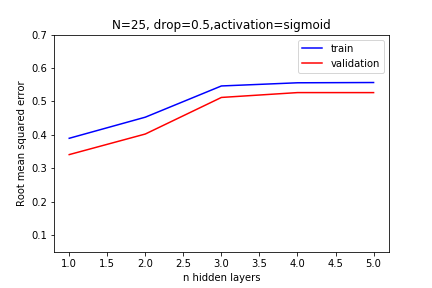 N=25, drop=0.5,activation=sigmoid
train
validation
Root mean squared error
0.7
0.6
0.5
0.4
0.3
0.2
0.1
1.0 1.5 2.0 2.5 3.0 3.5 4.0 4.5 5.0
n hidden layers